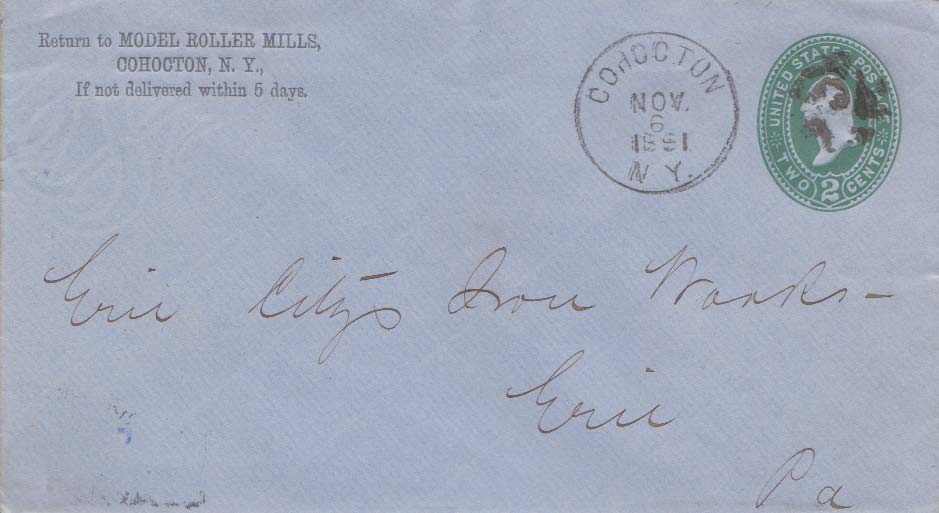 Return to MODEL ROLLER MILLS,
COHOCTON, N. Y.,
If not delivered within 5 days.
COHOCTON
NOV.
6
1891
N Y.
UNITED STATES POSTAGE
TWO 2 CENTS
Erie City's Iron Works-
Erie
Pa